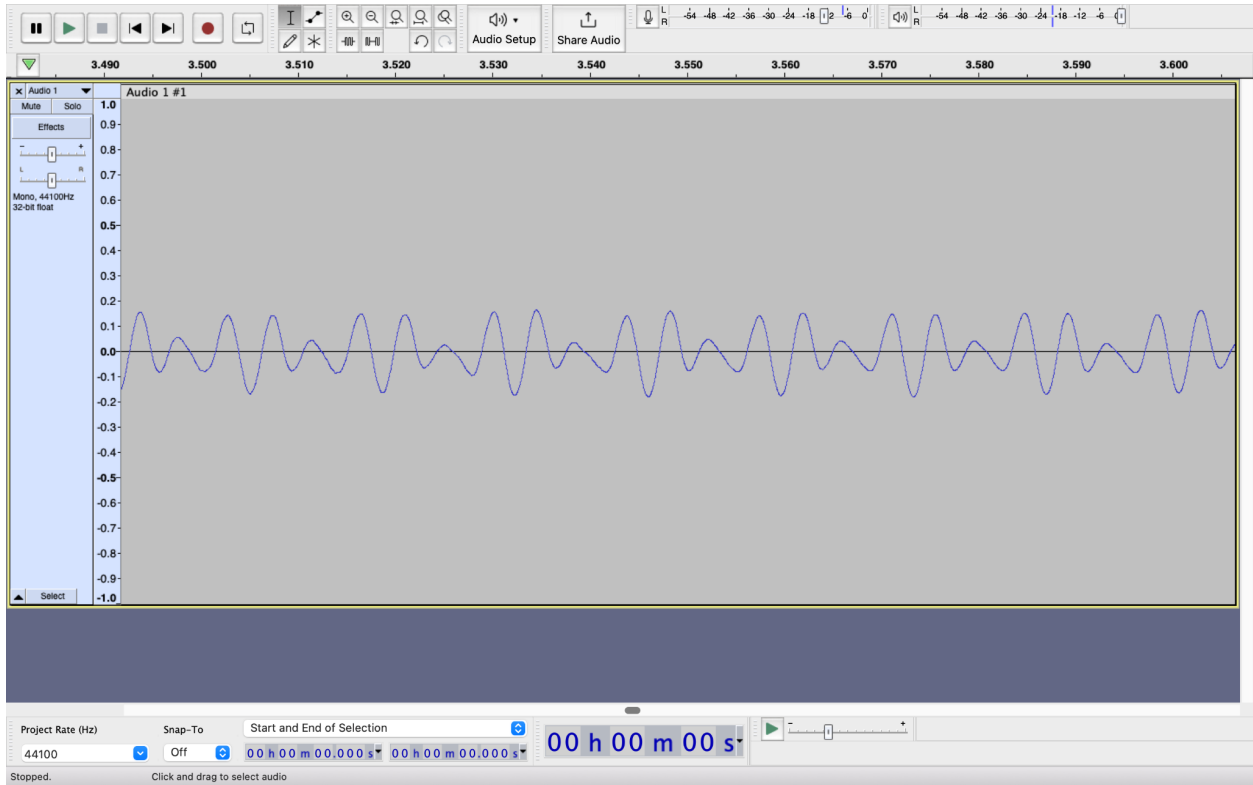 L
R
-54 -48 -42 -36 -30 -24 -18 2 -6 0
L
R
-54 -48 -42 -36 -30 -24 -18 -12 -6 0
Audio Setup
Share Audio
3.490 3.500 3.510 3.520 3.530 3.540 3.550 3.560 3.570 3.580 3.590 3.600
x Audio 1
Audio 1 #1
Mute Solo
Effects
- +
L R
Mono, 44100Hz
32-bit float
Select
1.0
0.9
0.8
0.7
0.6
0.5
0.4
0.3
0.2
0.1
0.0
-0.1
-0.2
-0.3
-0.4
-0.5
-0.6
-0.7
-0.8
-0.9
-1.0
Project Rate (Hz)
44100
Snap-To
Off
Start and End of Selection
00 h 00 m 00.000 s 00 h 00 m 00.000 s
00 h 00 m 00 s
- +
Stopped.
Click and drag to select audio